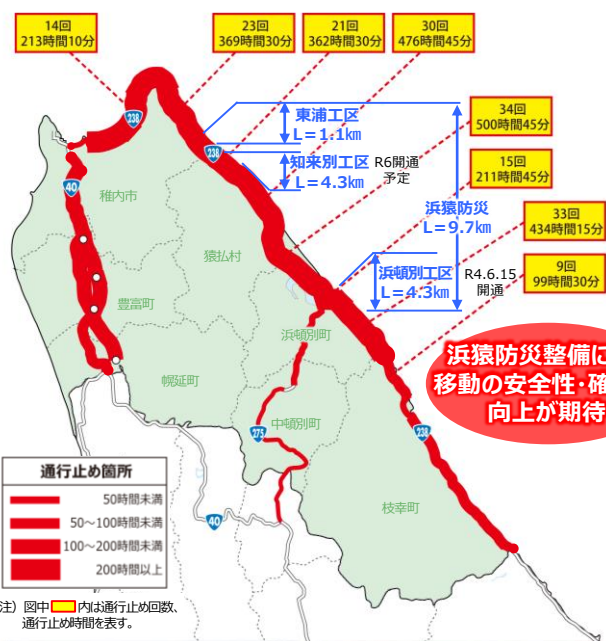 14回
213時間10分
23回
369時間30分
21回
362時間30分
30回
476時間45分
34回
500時間45分
15回
211時間45分
33回
434時間15分
9回
99時間30分
238
東浦工区
L=1.1㎞
238
知来別工区
L=4.3㎞
R6開通
予定
浜猿防災
L=9.7㎞
浜頓別工区
L=4.3㎞
R4.6.15
開通
40
稚内市
猿払村
豊富町
浜頓別町
幌延町
中頓別町
275
238
枝幸町
40
浜猿防災整備に
移動の安全性・確
向上が期待
通行止め箇所
50時間未満
50～100時間未満
100～200時間未満
200時間以上
注）図中 内は通行止め回数、
通行止め時間を表す。